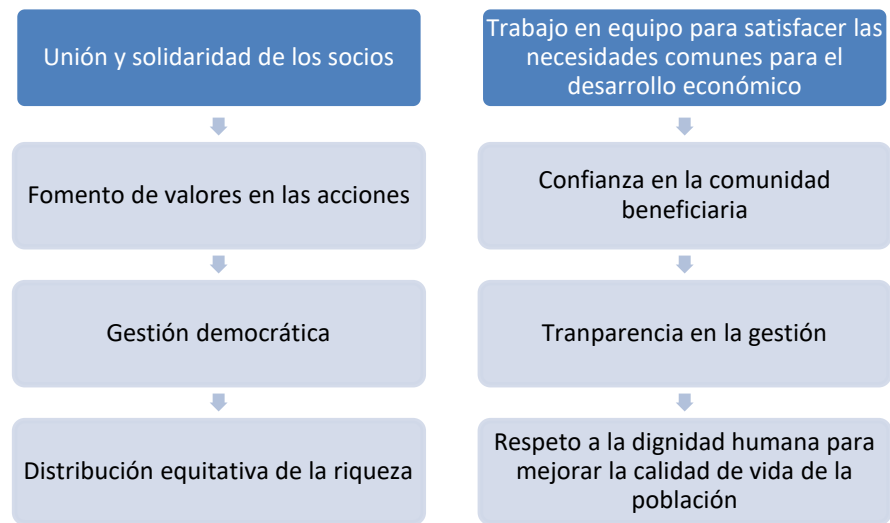 Unión y solidaridad de los socios
Fomento de valores en las acciones
Gestión democrática
Distribución equitativa de la riqueza
Trabajo en equipo para satisfacer las
necesidades comunes para el
desarrollo económico
Confianza en la comunidad
beneficiaria
Tranparencia en la gestión
Respeto a la dignidad humana para
mejorar la calidad de vida de la
población